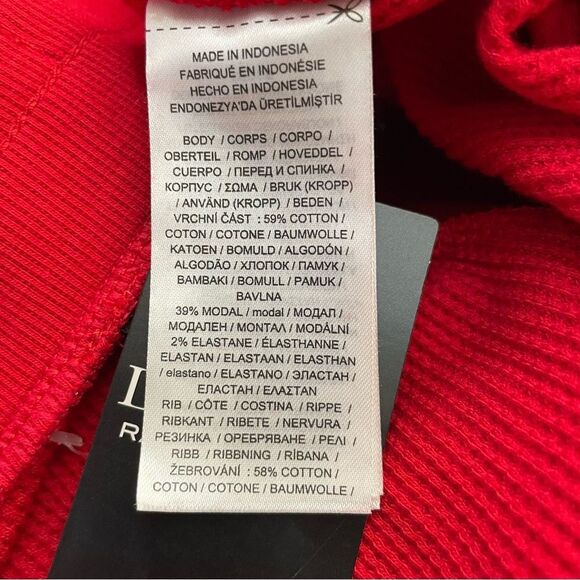 MADE IN INDONESIA
FABRIQUÉ EN INDONÉSIE
HECHO EN INDONESIA
ENDONEZYA'DA ÜRETİLMİŞTİR
BODY / CORPS / CORPO /
OBERTEIL / ROMP / HOVEDDEL /
CUERPO / ПЕРЕД И СПИНКА /
КОРПУС / ΣΩΜΑ / BRUK (KROPP)
/ ANVÄND (KROPP) / BEDEN /
VRCHNÍ ČÁST : 59% COTTON /
COTON / COTONE / BAUMWOLLE /
KATOEN / BOMULD / ALGODÓN /
ALGODÃO / ХЛОПОК / ПАМУК /
BAMBAKI / BOMULL / PAMUK /
BAVLNA
39% MODAL / modal / МОДАЛ /
МОДАЛЕН / ΜΟΝΤΑΛ / MODÁLNÍ
2% ELASTANE / ÉLASTHANNE /
ELASTAN / ELASTAAN / ELASTHAN
/ elastano / ELASTANO / ЭЛАСТАН /
ЕЛАСТАН / ΕΛΑΣΤΑΝ
RIB / CÔTE / COSTINA / RIPPE /
RIBKANT / RIBETE / NERVURA /
РЕЗИНКА / ОРЕБРЯВАНЕ / ΡΕΛΙ /
RIBB / RIBBNING / RİBANA /
ŽEBROVÁNÍ : 58% COTTON /
COTON / COTONE / BAUMWOLLE /